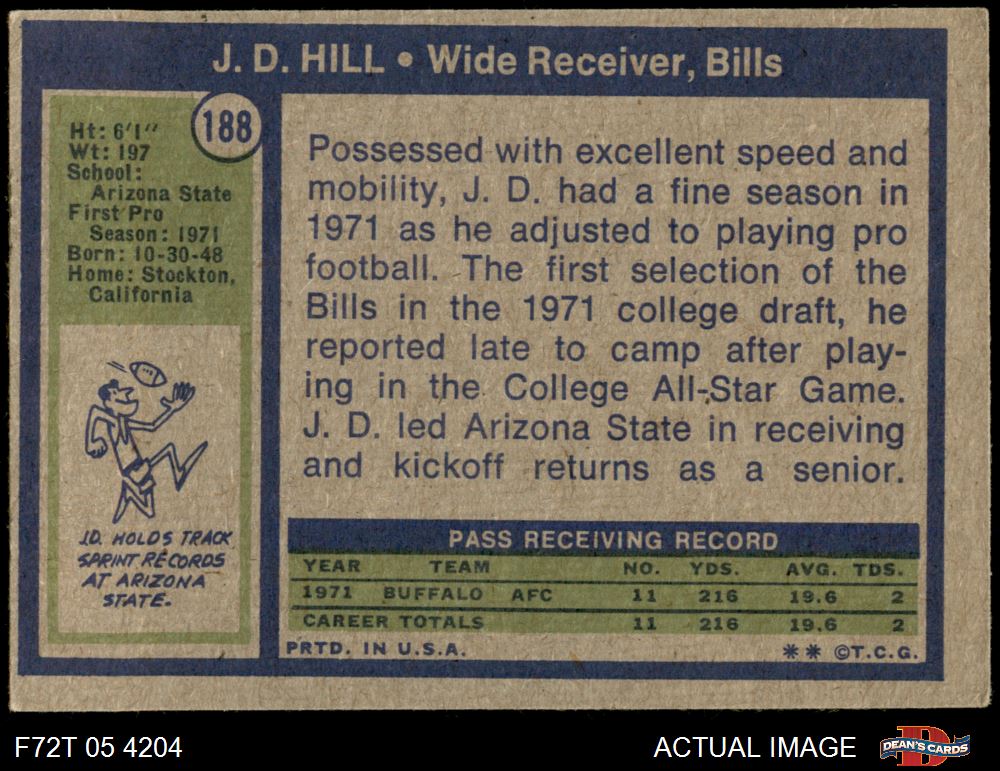 J. D. HILL • Wide Receiver, Bills
188
Ht: 6'1"
Wt: 197
School:
Arizona State
First Pro
Season: 1971
Born: 10-30-48
Home: Stockton,
California
JD. HOLDS TRACK
SPRINT RECORDS
AT ARIZONA
STATE.
Possessed with excellent speed and
mobility, J. D. had a fine season in
1971 as he adjusted to playing pro
football. The first selection of the
Bills in the 1971 college draft, he
reported late to camp after play-
ing in the College All-Star Game.
J. D. led Arizona State in receiving
and kickoff returns as a senior.
PASS RECEIVING RECORD
YEAR TEAM NO. YDS. AVG. TDS.
1971 BUFFALO AFC 11 216 19.6 2
CAREER TOTALS 11 216 19.6 2
PRTD. IN U.S.A. ** ©T.C.G.
F72T 05 4204
ACTUAL IMAGE
DEAN'S CARDS